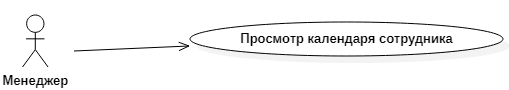 Просмотр календаря сотрудника
Менеджер